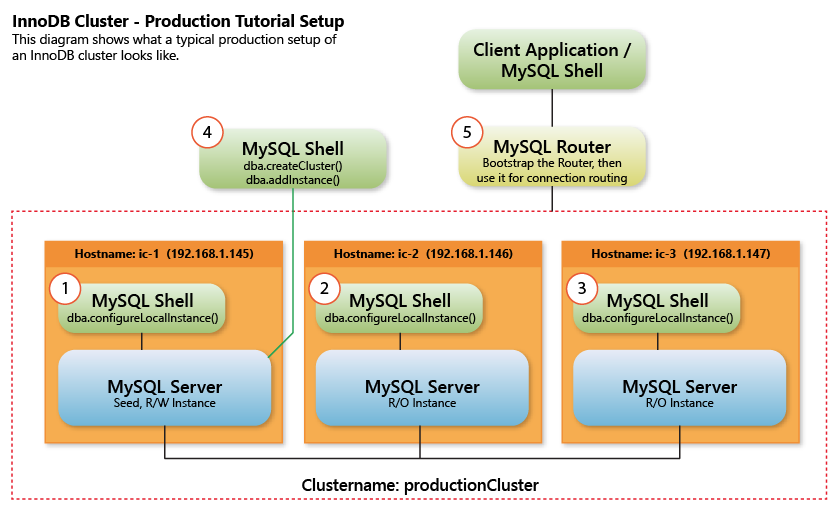 InnoDB Cluster - Production Tutorial Setup
This diagram shows what a typical production setup of
an InnoDB cluster looks like.
Client Application /
MySQL Shell
4
MySQL Shell
dba.createCluster()
dba.addInstance()
5
MySQL Router
Bootstrap the Router, then
use it for connection routing
Hostname: ic-1 (192.168.1.145)
1
MySQL Shell
dba.configureLocalInstance()
MySQL Server
Seed, R/W Instance
Hostname: ic-2 (192.168.1.146)
2
MySQL Shell
dba.configureLocalInstance()
MySQL Server
R/O Instance
Hostname: ic-3 (192.168.1.147)
3
MySQL Shell
dba.configureLocalInstance()
MySQL Server
R/O Instance
Clustername: productionCluster